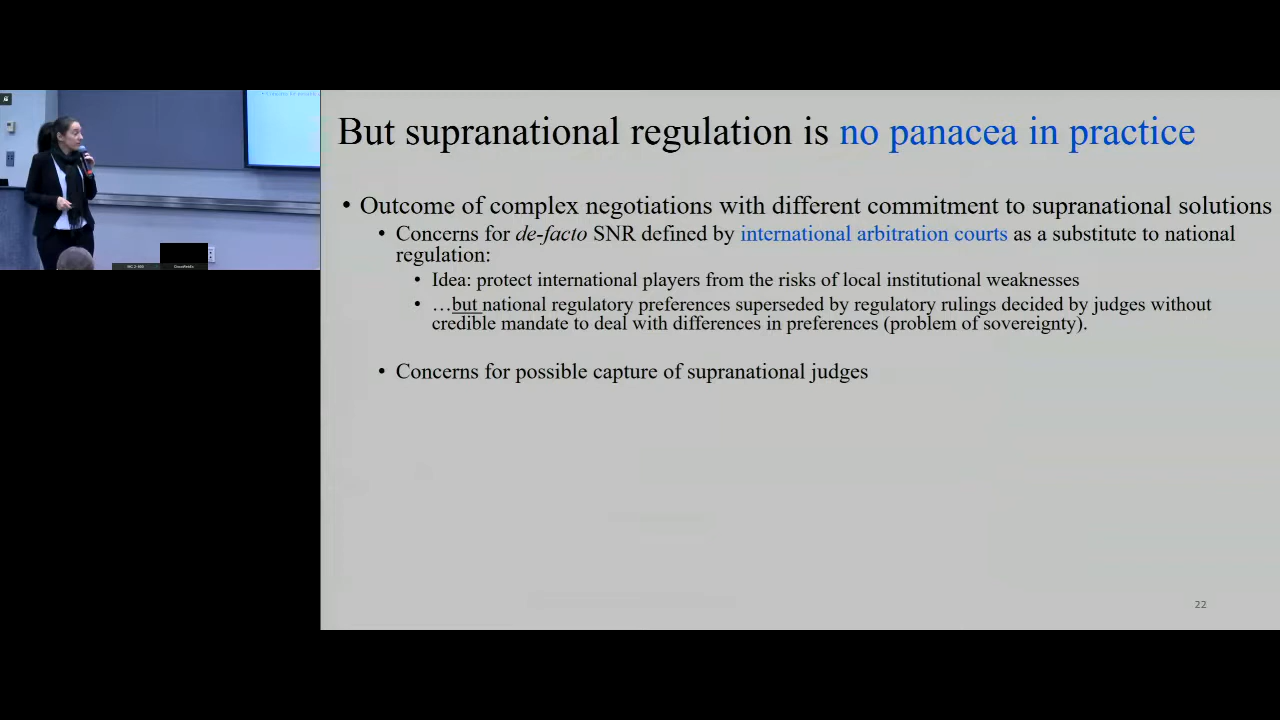 But supranational regulation is no panacea in practice
• Outcome of complex negotiations with different commitment to supranational solutions
• Concerns for de-facto SNR defined by international arbitration courts as a substitute to national
regulation:
• Idea: protect international players from the risks of local institutional weaknesses
• …but national regulatory preferences superseded by regulatory rulings decided by judges without
credible mandate to deal with differences in preferences (problem of sovereignty).
• Concerns for possible capture of supranational judges
22